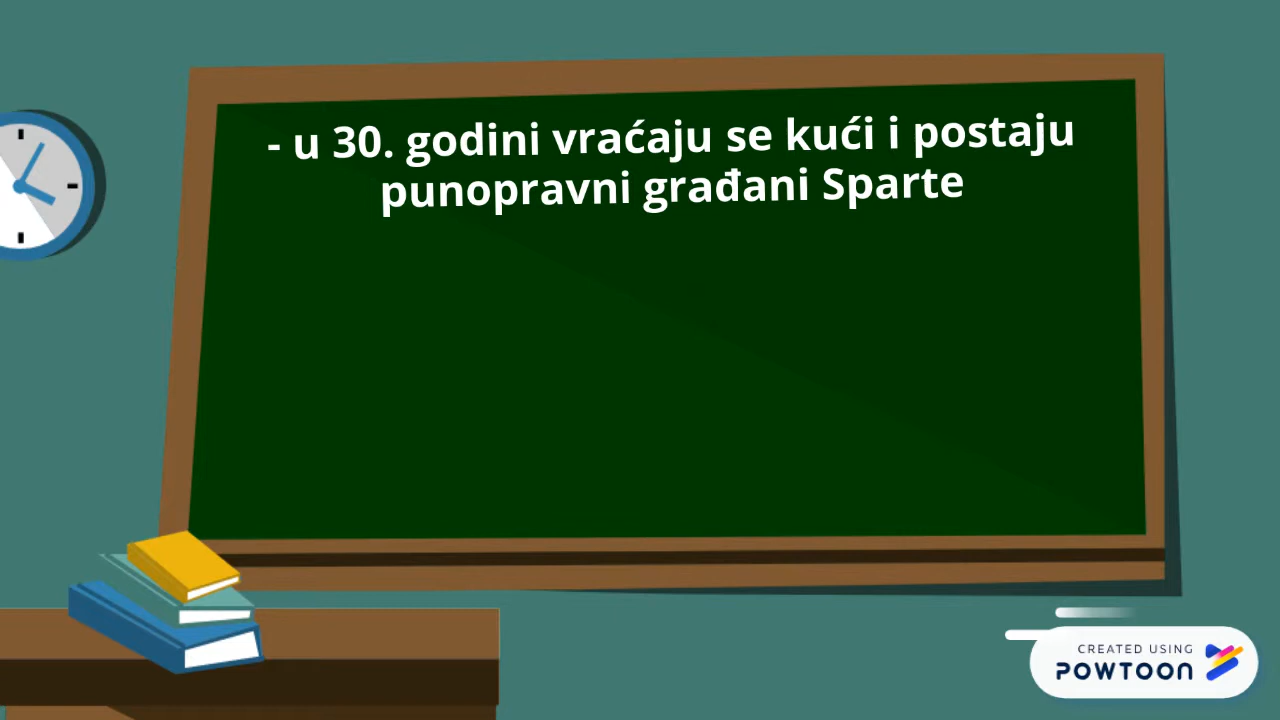 - u 30. godini vraćaju se kući i postaju
punopravni građani Sparte
CREATED USING
POWTOON